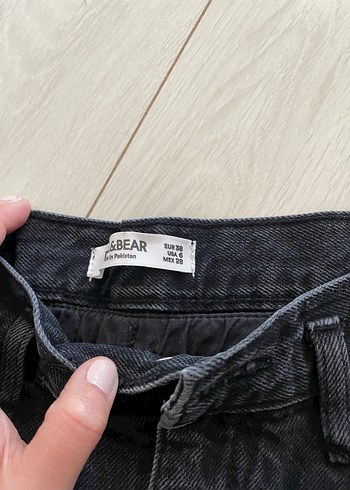 &BEAR
in Pakistan
EUR 38
USA 6
MEX 28